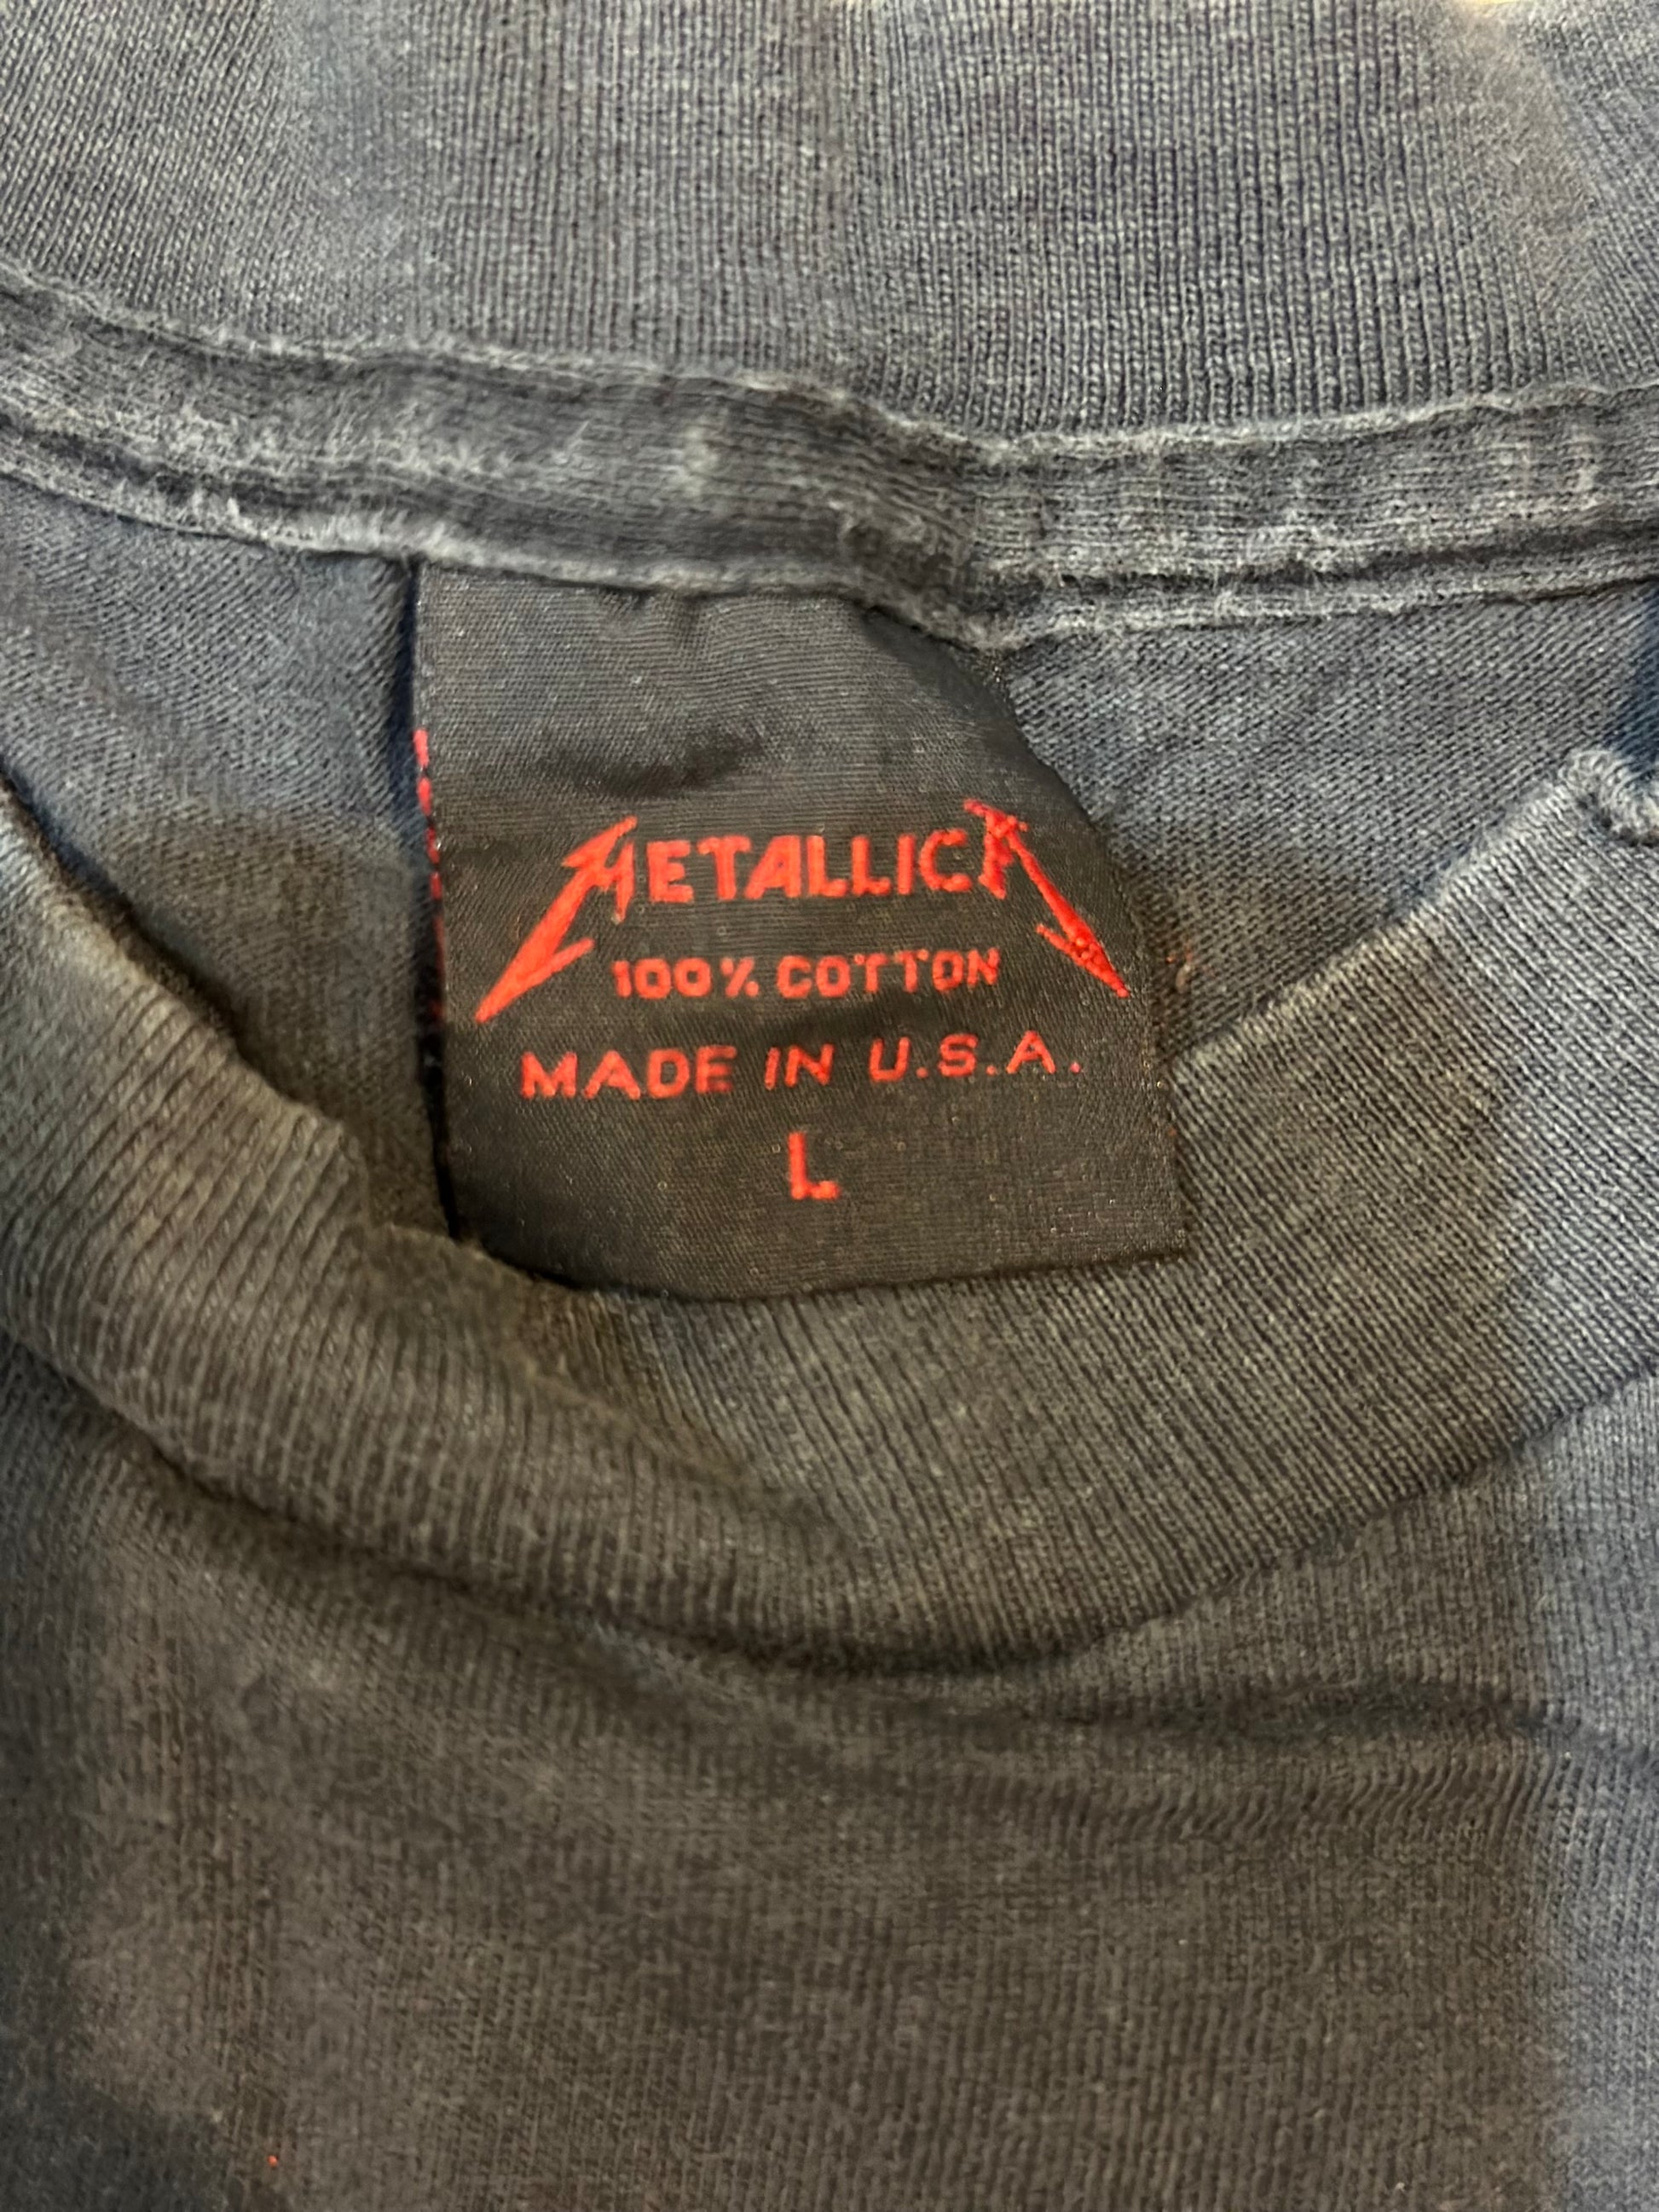 METALLICA
100% COTTON
MADE IN U.S.A.
L